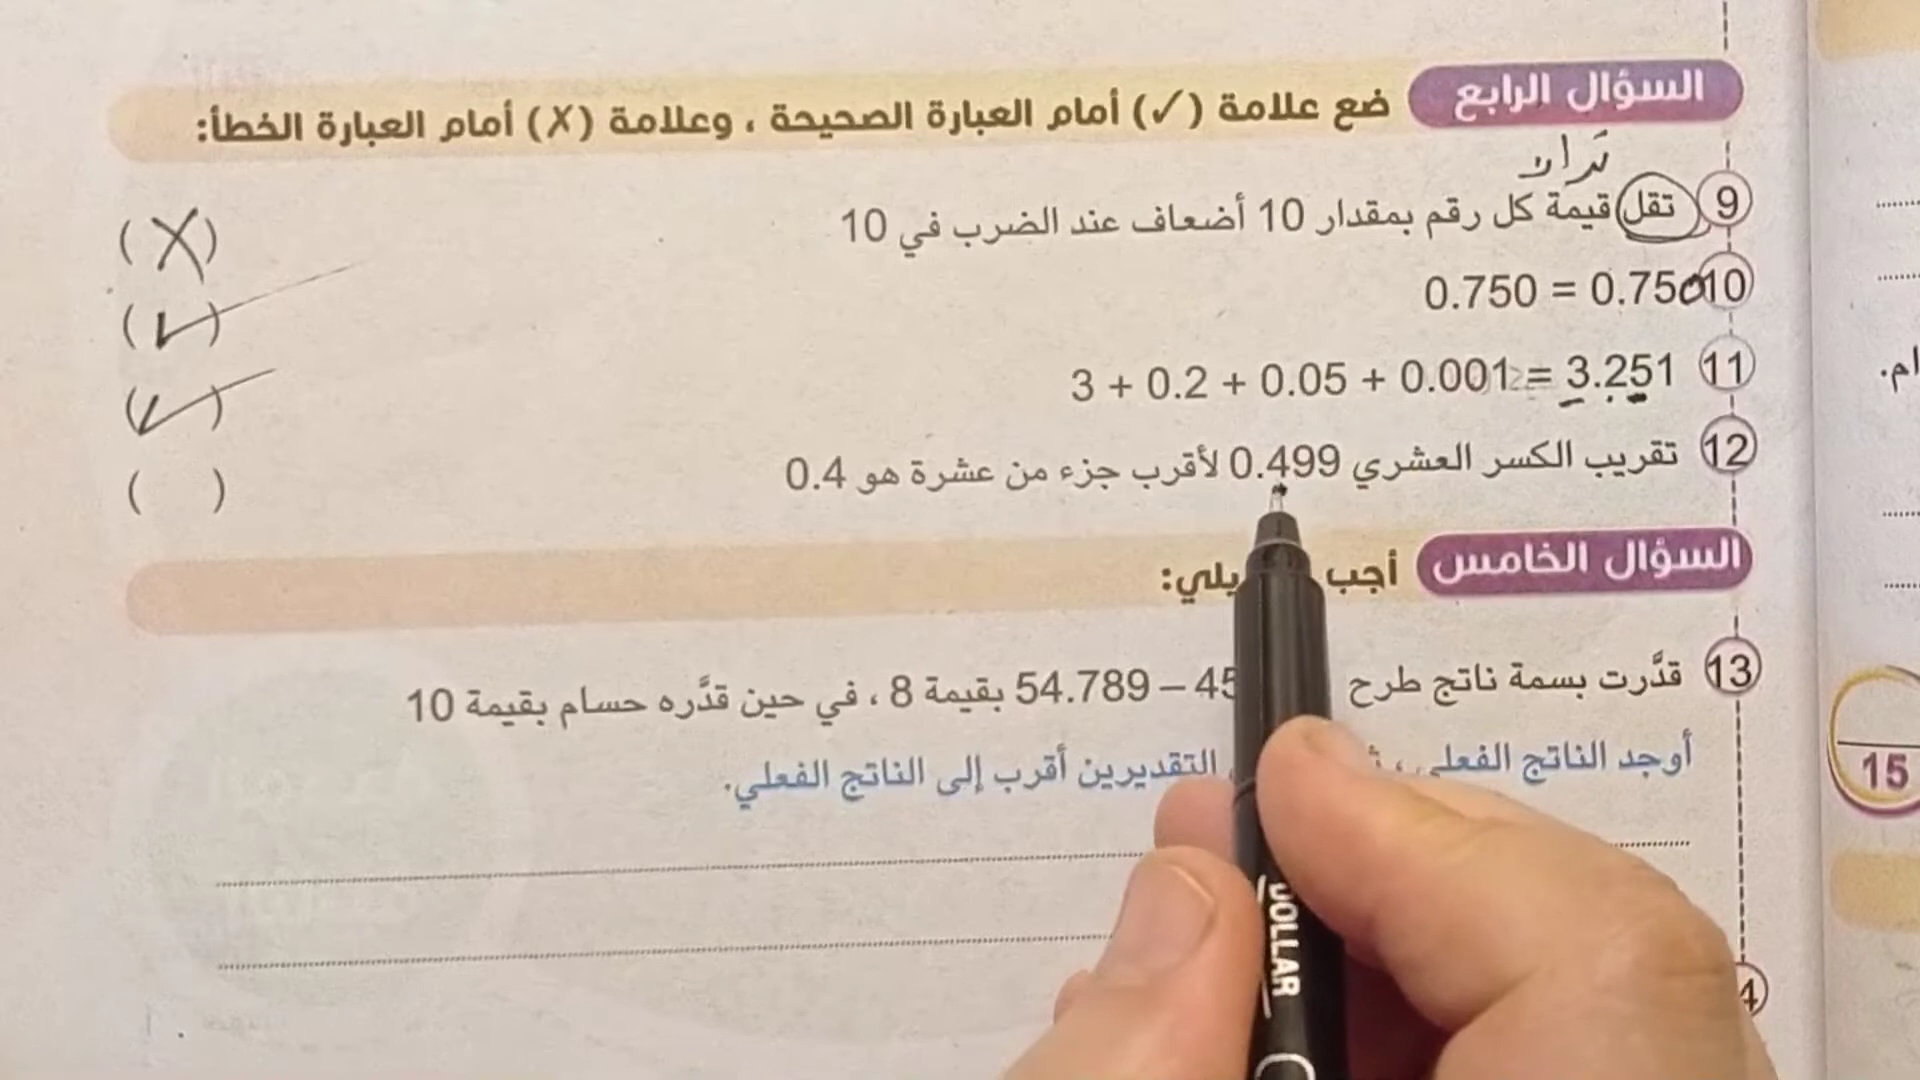 السؤال الرابع ضع علامة (✓) أمام العبارة الصحيحة ، وعلامة (X) أمام العبارة الخطأ:
9 تقل قيمة كل رقم بمقدار 10 أضعاف عند الضرب في 10 (X)
10 0.750 = 0.750 (✓)
11 3 + 0.2 + 0.05 + 0.001 = 3.251 (✓)
12 تقريب الكسر العشري 0.499 لأقرب جزء من عشرة هو 0.4 ( )
السؤال الخامس أجب يلي:
13 قدَّرت بسمة ناتج طرح 54.789 – 45 بقيمة 8 ، في حين قدَّره حسام بقيمة 10
أوجد الناتج الفعلي ، التقديرين أقرب إلى الناتج الفعلي.
15
ام.
DOLLAR